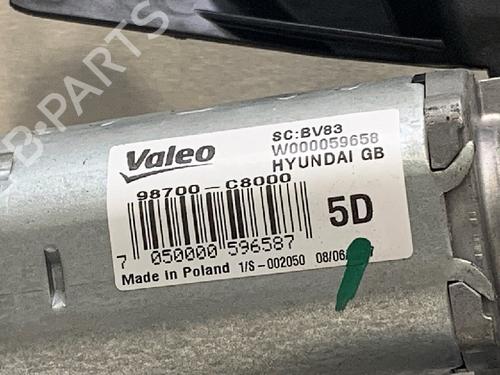 B-PARTS
Valeo
SC:BV83
W000059658
HYUNDAI GB
98700-C8000
5D
7 050000 596587
Made in Poland 1/S-002050 08/06/